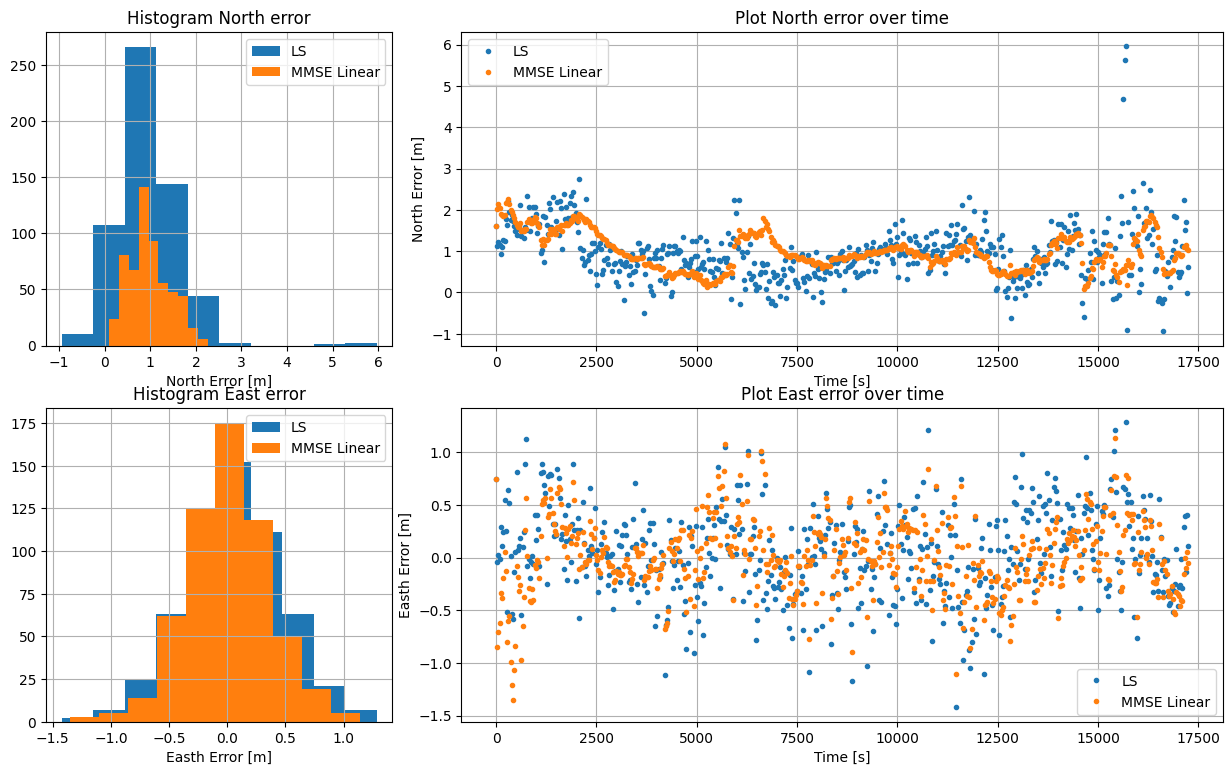 Histogram North error
LS
MMSE Linear
250
200
150
100
50
0
−1 0 1 2 3 4 5 6
North Error [m]
Plot North error over time
LS
MMSE Linear
North Error [m]
6
5
4
3
2
1
0
−1
0 2500 5000 7500 10000 12500 15000 17500
Time [s]
Histogram East error
LS
MMSE Linear
175
150
125
100
75
50
25
0
−1.5 −1.0 −0.5 0.0 0.5 1.0
Easth Error [m]
Plot East error over time
Easth Error [m]
1.0
0.5
0.0
−0.5
−1.0
−1.5
LS
MMSE Linear
0 2500 5000 7500 10000 12500 15000 17500
Time [s]